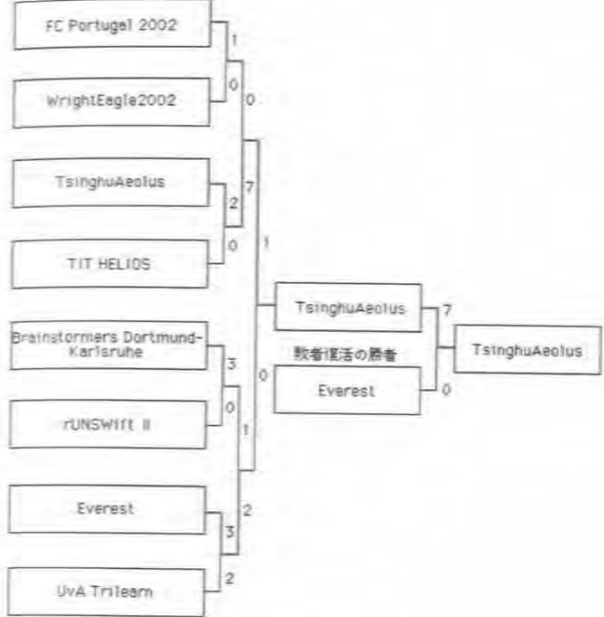 FC Portugal 2002
1
0
WrightEagle2002
0
TsinghuAeolus
7
2
TIT HELIOS
0
1
TsinghuAeolus
7
Brainstormers Dortmund-
Karlsruhe
3
敗者復活の勝者
TsinghuAeolus
0
Everest
0
rUNSWift II
0
1
Everest
2
3
UvA Trilearn
2